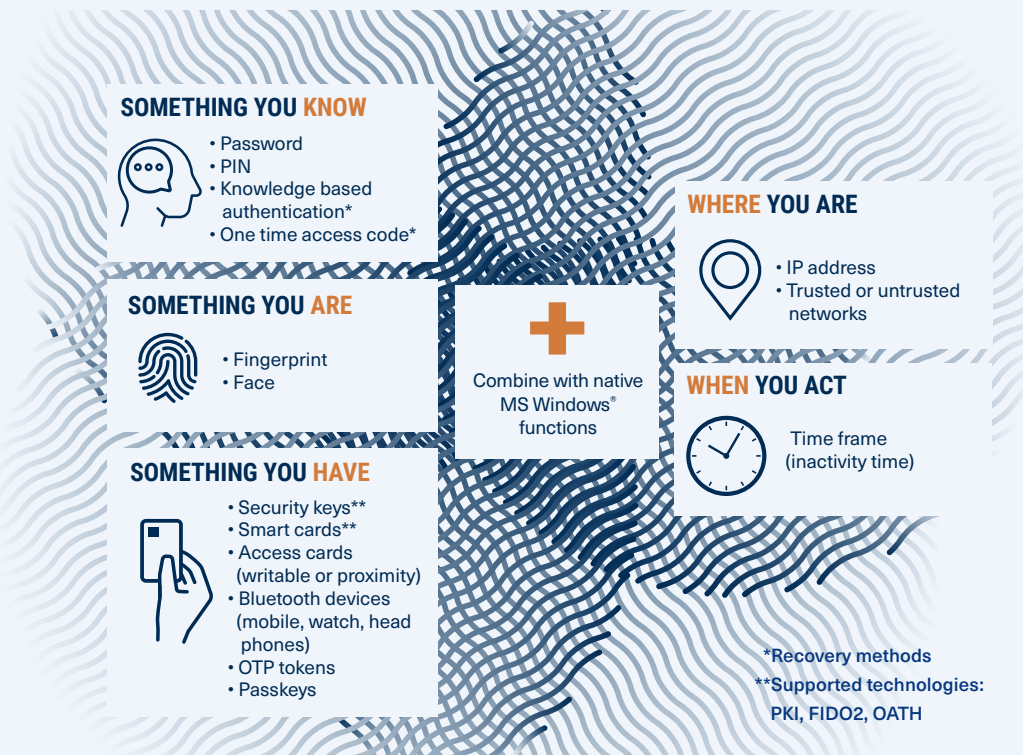 SOMETHING YOU KNOW
• Password
• PIN
• Knowledge based
authentication*
• One time access code*
SOMETHING YOU ARE
• Fingerprint
• Face
SOMETHING YOU HAVE
• Security keys**
• Smart cards**
• Access cards
(writable or proximity)
• Bluetooth devices
(mobile, watch, head
phones)
• OTP tokens
• Passkeys
Combine with native
MS Windows®
functions
WHERE YOU ARE
• IP address
• Trusted or untrusted
networks
WHEN YOU ACT
Time frame
(inactivity time)
*Recovery methods
**Supported technologies:
PKI, FIDO2, OATH